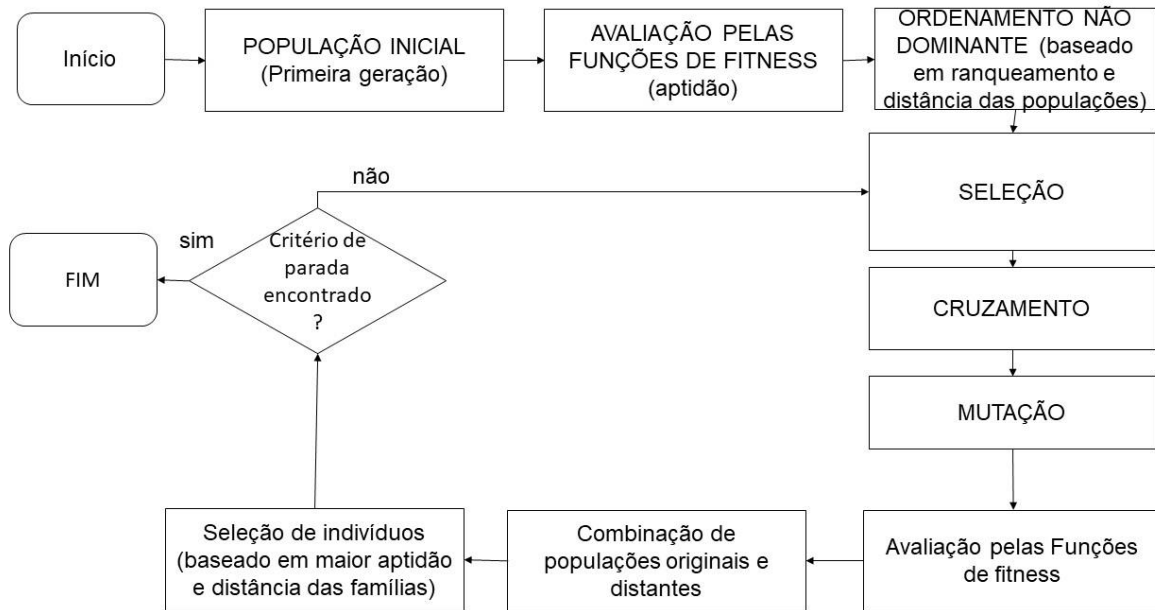 Início
POPULAÇÃO INICIAL
(Primeira geração)
AVALIAÇÃO PELAS
FUNÇÕES DE FITNESS
(aptidão)
ORDENAMENTO NÃO
DOMINANTE (baseado
em ranqueamento e
distância das populações)
SELEÇÃO
CRUZAMENTO
MUTAÇÃO
Avaliação pelas Funções
de fitness
Combinação de
populações originais e
distantes
Seleção de indivíduos
(baseado em maior aptidão
e distância das famílias)
Critério de
parada
encontrado
?
não
sim
FIM